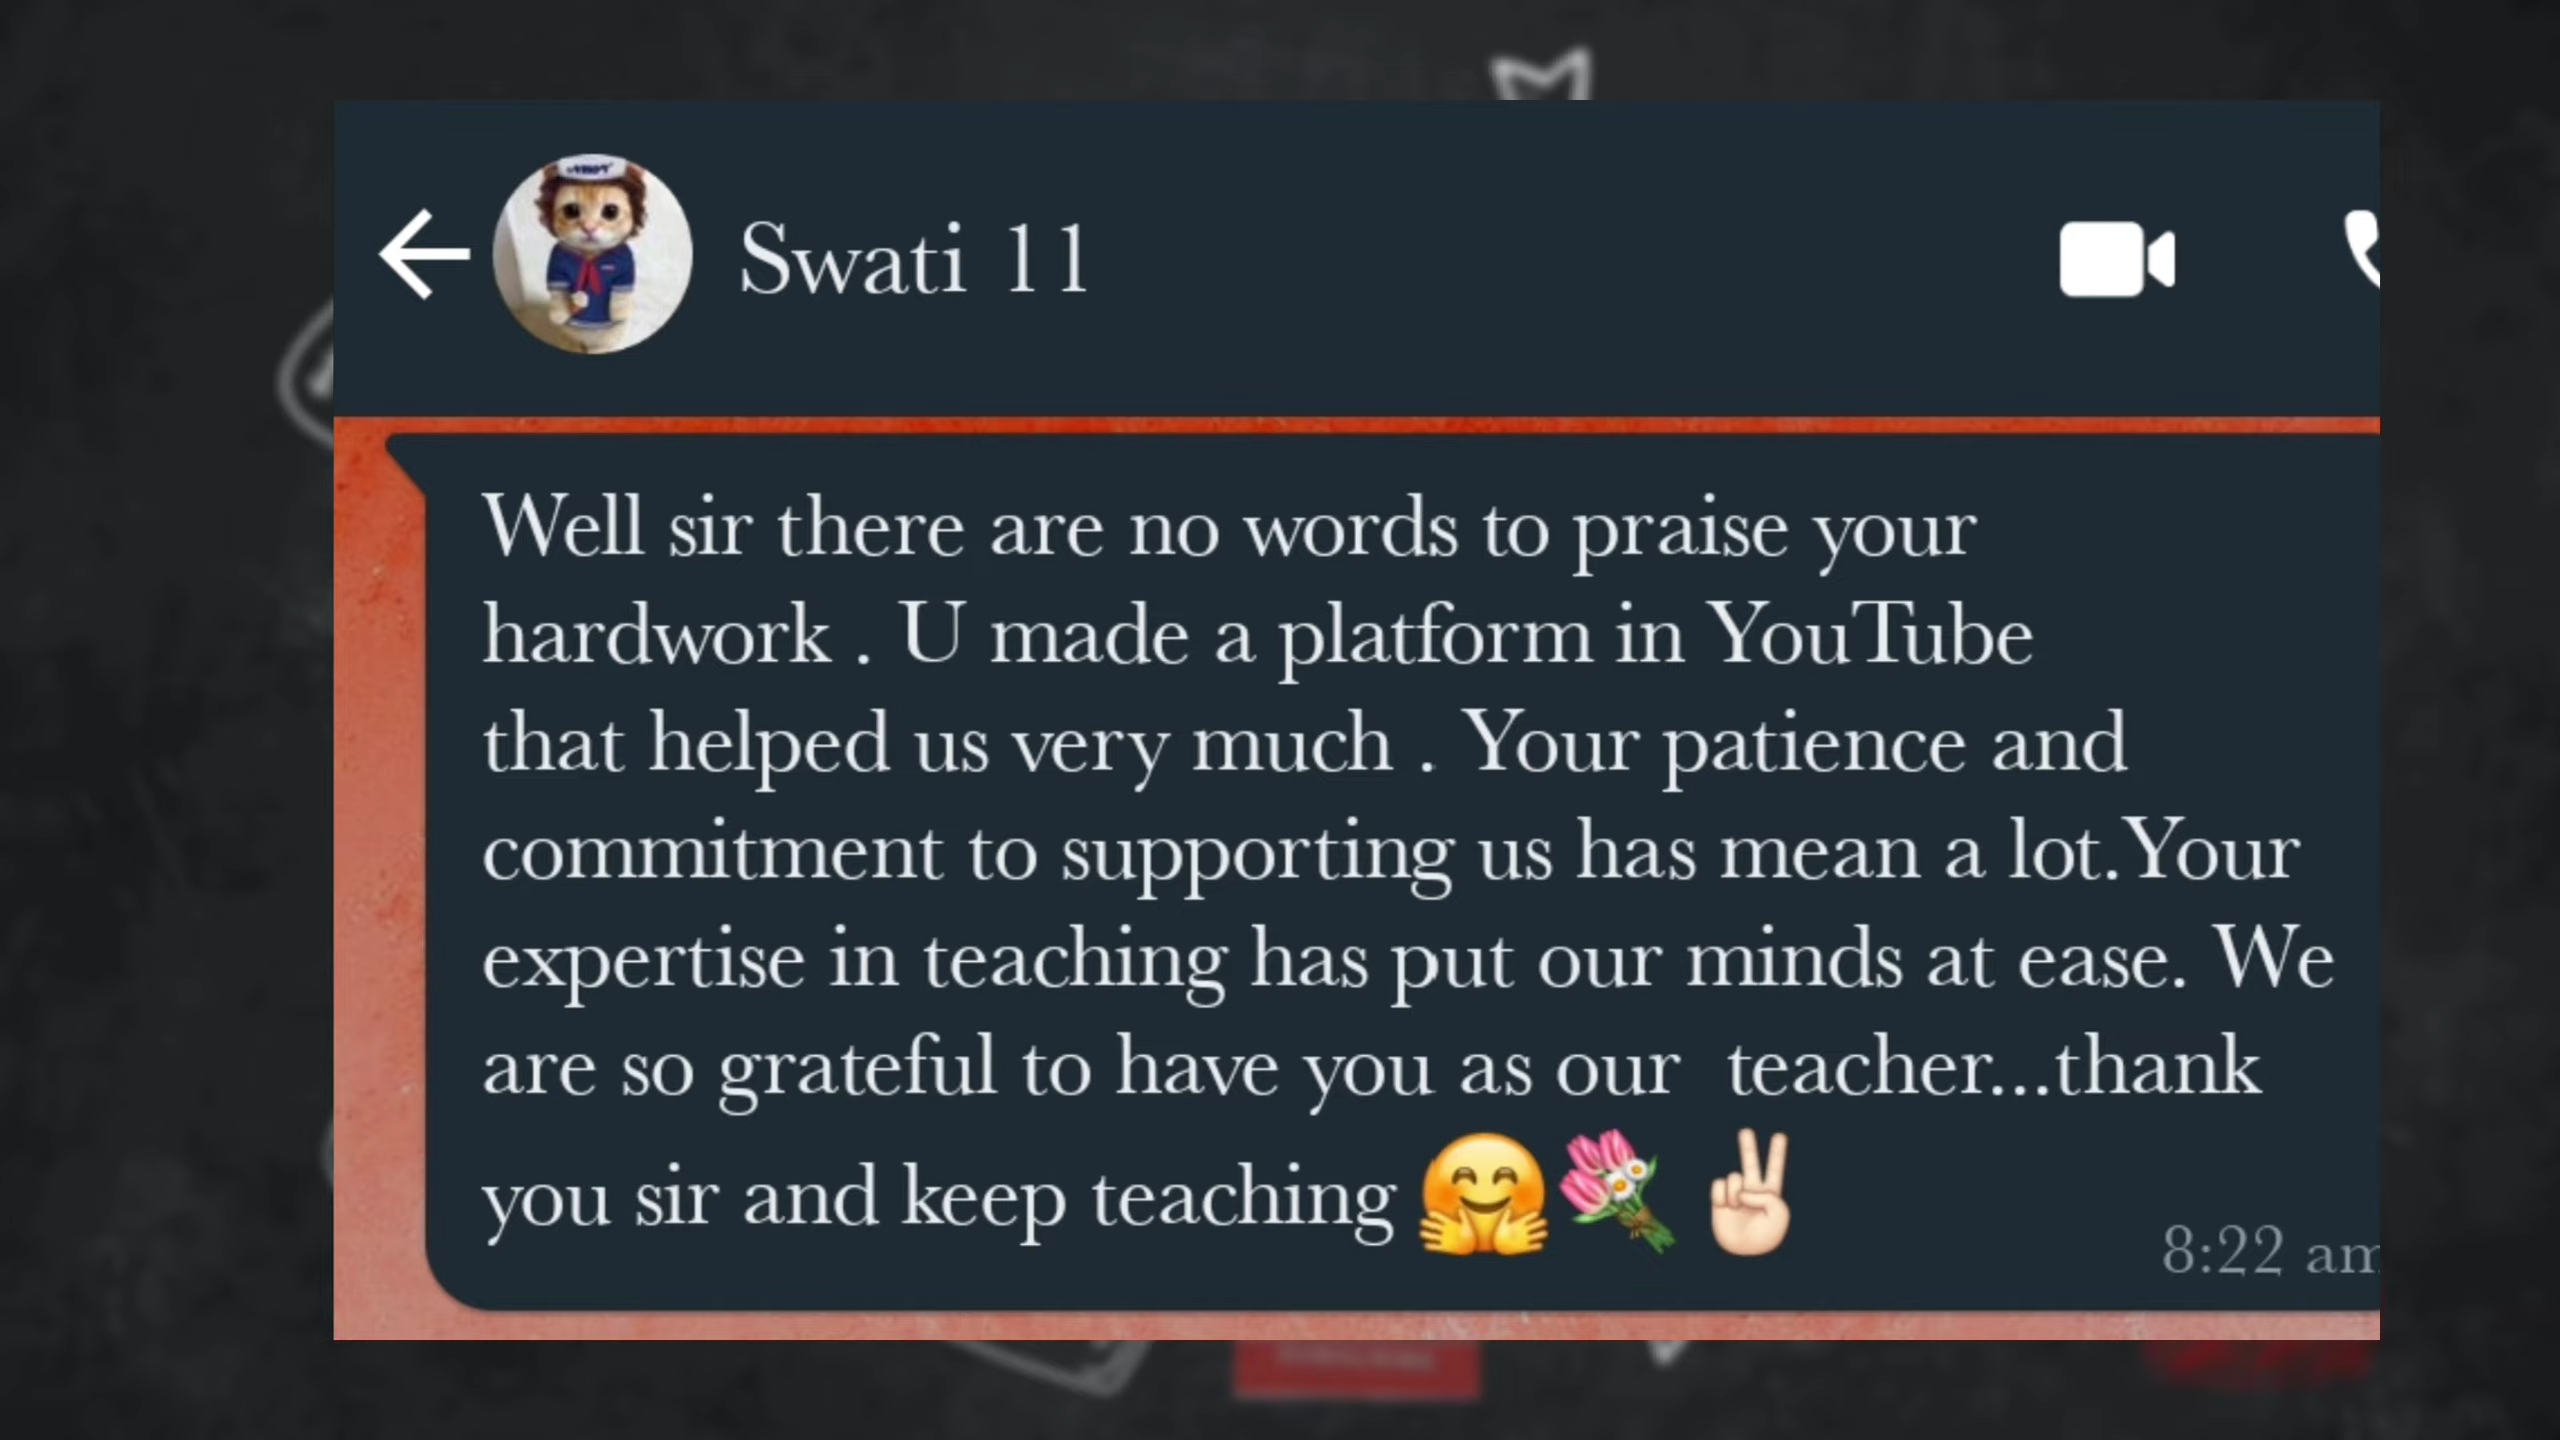 Swati 11
Well sir there are no words to praise your
hardwork . U made a platform in YouTube
that helped us very much . Your patience and
commitment to supporting us has mean a lot.Your
expertise in teaching has put our minds at ease. We
are so grateful to have you as our  teacher...thank
you sir and keep teaching 🤗💐✌🏻
8:22 am